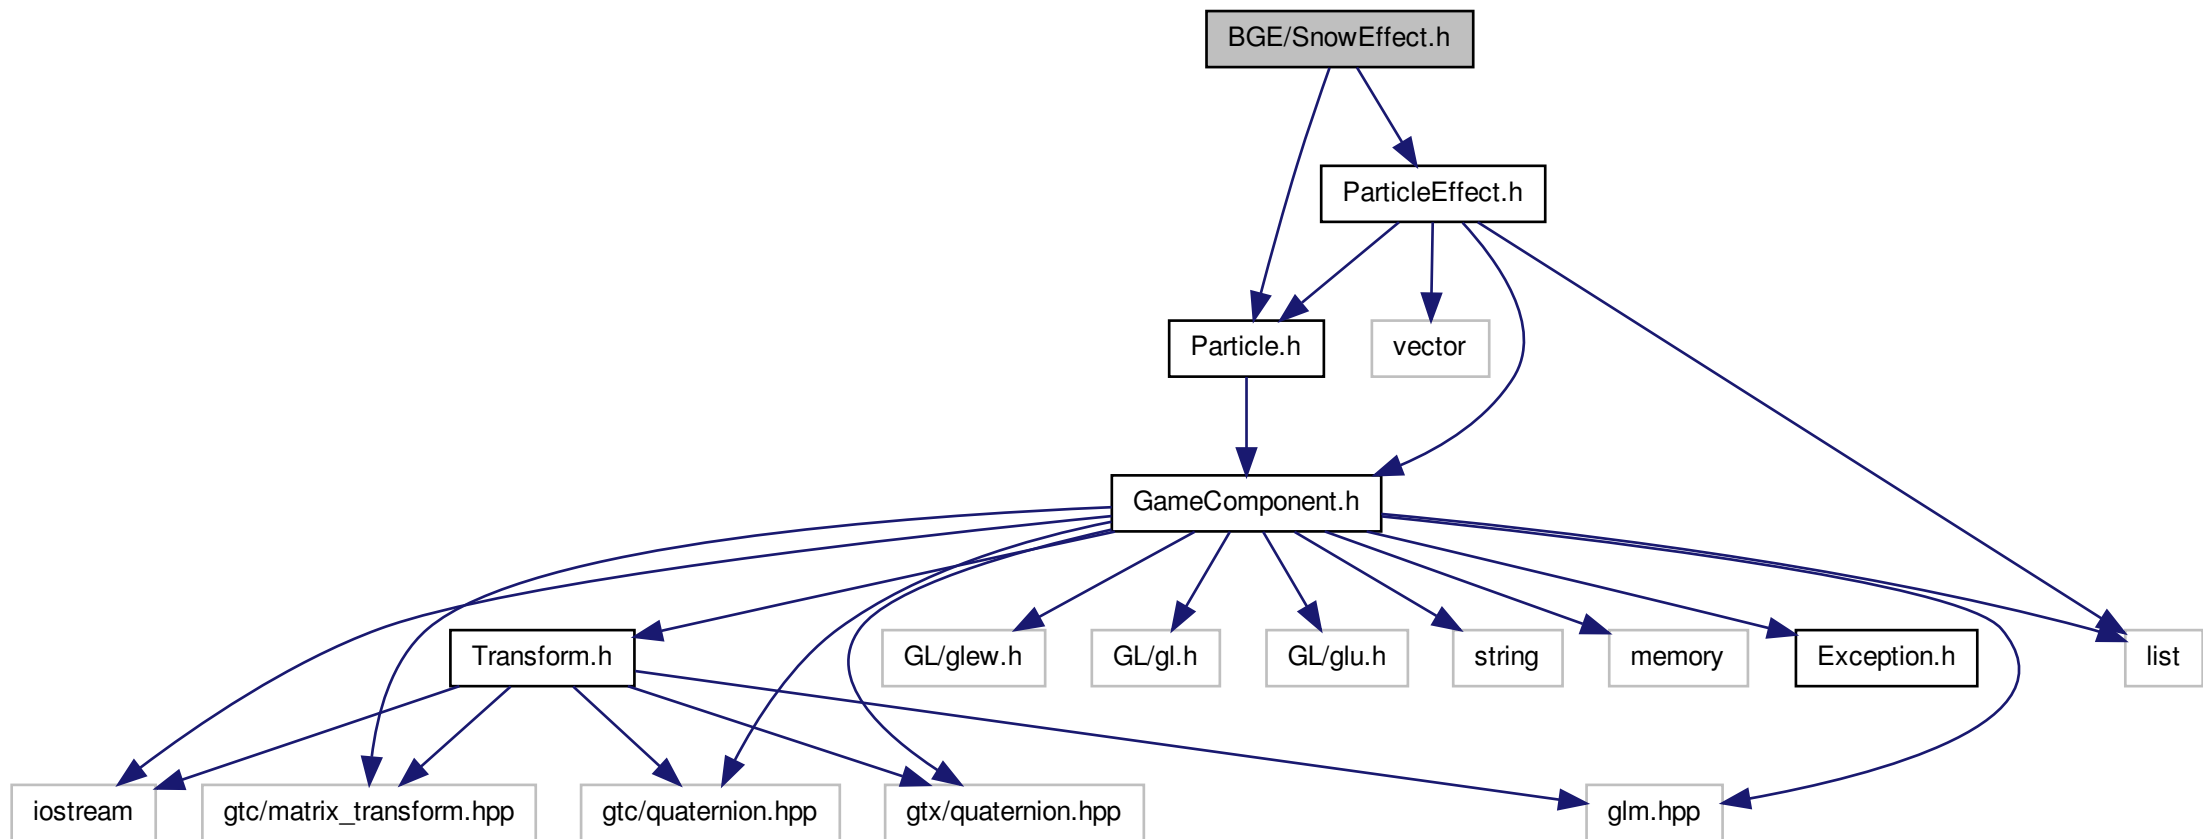 BGE/SnowEffect.h
ParticleEffect.h
Particle.h
vector
GameComponent.h
Transform.h
GL/glew.h
GL/gl.h
GL/glu.h
string
memory
Exception.h
list
iostream
gtc/matrix_transform.hpp
gtc/quaternion.hpp
gtx/quaternion.hpp
glm.hpp